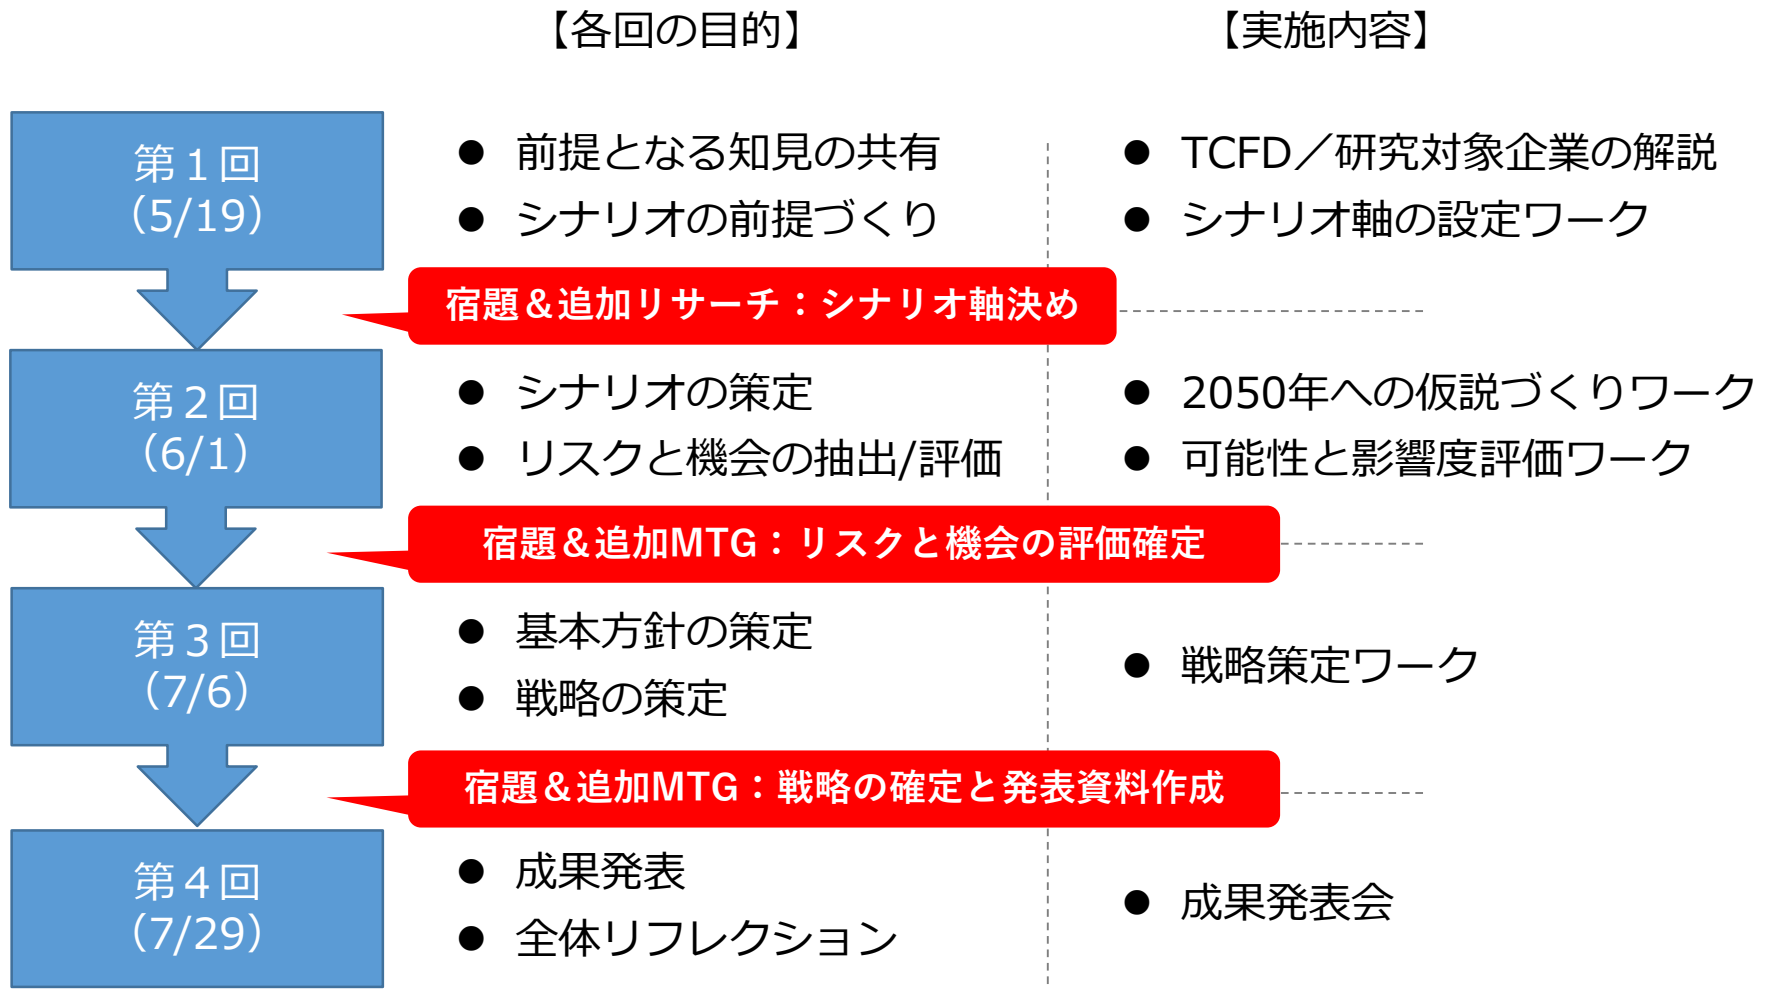 【各回の目的】
【実施内容】
第１回
（5/19）
● 前提となる知見の共有
● シナリオの前提づくり
● TCFD／研究対象企業の解説
● シナリオ軸の設定ワーク
宿題＆追加リサーチ：シナリオ軸決め
第２回
（6/1）
● シナリオの策定
● リスクと機会の抽出/評価
● 2050年への仮説づくりワーク
● 可能性と影響度評価ワーク
宿題＆追加MTG：リスクと機会の評価確定
第３回
（7/6）
● 基本方針の策定
● 戦略の策定
● 戦略策定ワーク
宿題＆追加MTG：戦略の確定と発表資料作成
第４回
（7/29）
● 成果発表
● 全体リフレクション
● 成果発表会